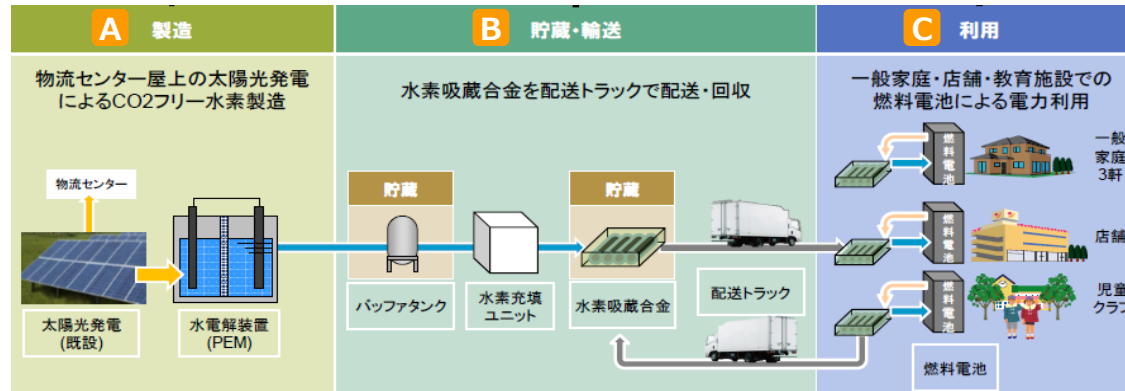 A 製造
物流センター屋上の太陽光発電
によるCO2フリー水素製造
物流センター
太陽光発電
(既設)
水電解装置
(PEM)
B 貯蔵・輸送
水素吸蔵合金を配送トラックで配送・回収
貯蔵
バッファタンク
水素充填
ユニット
貯蔵
水素吸蔵合金
配送トラック
C 利用
一般家庭・店舗・教育施設での
燃料電池による電力利用
燃料電池
一般
家庭
3軒
燃料電池
店舗
燃料電池
児童
クラブ
燃料電池